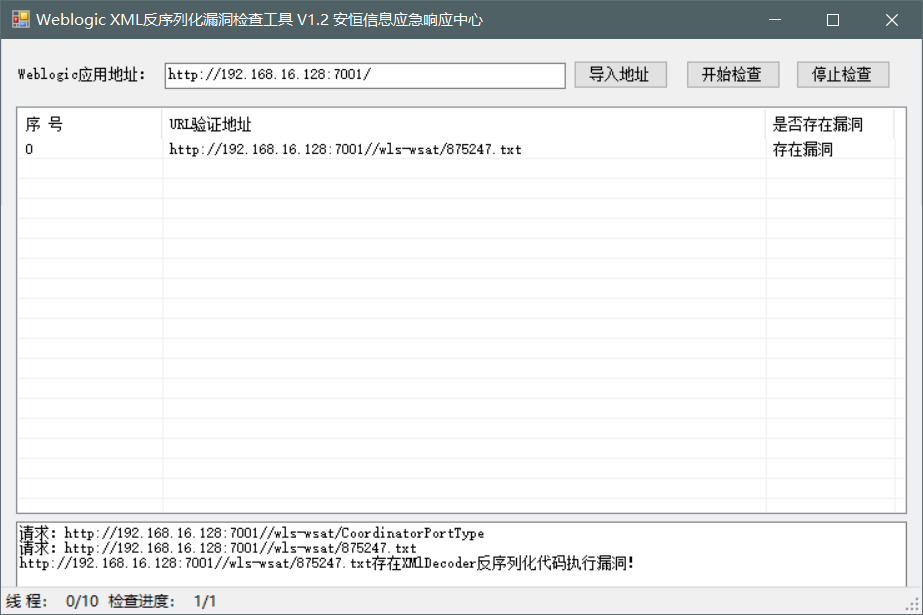 Weblogic XML反序列化漏洞检查工具 V1.2 安恒信息应急响应中心
Weblogic应用地址： http://192.168.16.128:7001/ 导入地址 开始检查 停止检查
序 号 URL验证地址 是否存在漏洞
0 http://192.168.16.128:7001//wls-wsat/875247.txt 存在漏洞
请求：http://192.168.16.128:7001//wls-wsat/CoordinatorPortType
请求：http://192.168.16.128:7001//wls-wsat/875247.txt
http://192.168.16.128:7001//wls-wsat/875247.txt存在XMlDecoder反序列化代码执行漏洞！
线 程： 0/10 检查进度： 1/1